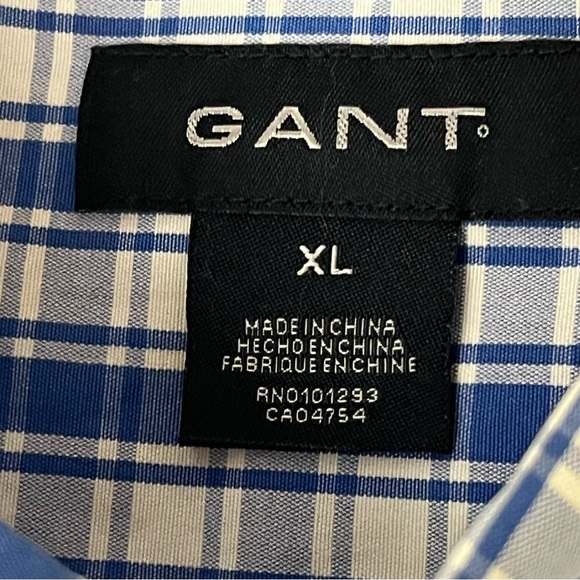 GANT
XL
MADE IN CHINA
HECHO EN CHINA
FABRIQUE EN CHINE
RN0101293
CA04754